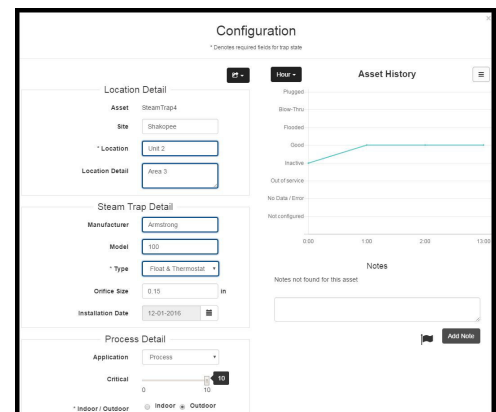 Configuration
* Denotes required fields for trap state
Location Detail
Asset SteamTrap4
Site Shakopee
* Location Unit 2
Location Detail Area 3
Steam Trap Detail
Manufacturer Armstrong
Model 100
* Type Float & Thermostat
Orifice Size 0.15 in
Installation Date 12-01-2016
Process Detail
Application Process
Critical 10
0 10
* Indoor / Outdoor Indoor Outdoor
Hour Asset History
Plugged
Blow-Thru
Flooded
Good
Inactive
Out of service
No Data / Error
Not configured
0:00 1:00 2:00 13:00
Notes
Notes not found for this asset
Add Note